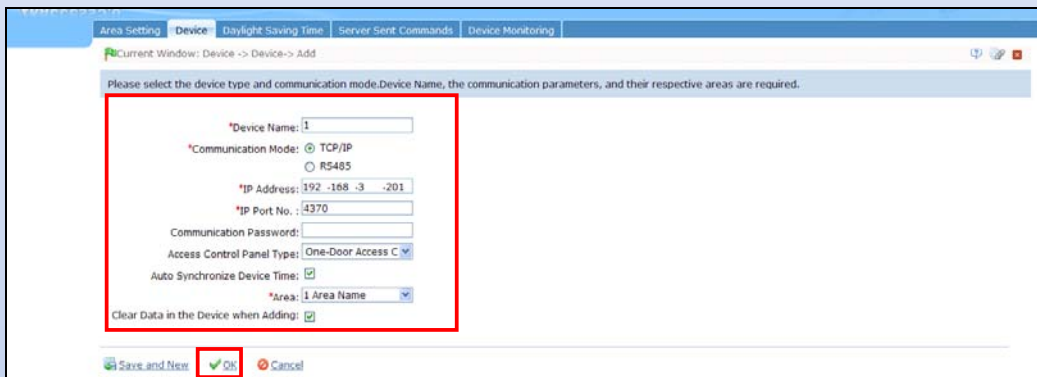 Area Setting Device Daylight Saving Time Server Sent Commands Device Monitoring
Current Window: Device -> Device-> Add
Please select the device type and communication mode.Device Name, the communication parameters, and their respective areas are required.
*Device Name: 1
*Communication Mode: TCP/IP
RS485
*IP Address: 192 -168 -3 -201
*IP Port No. : 4370
Communication Password:
Access Control Panel Type: One-Door Access C
Auto Synchronize Device Time:
*Area: 1 Area Name
Clear Data in the Device when Adding:
Save and New OK Cancel